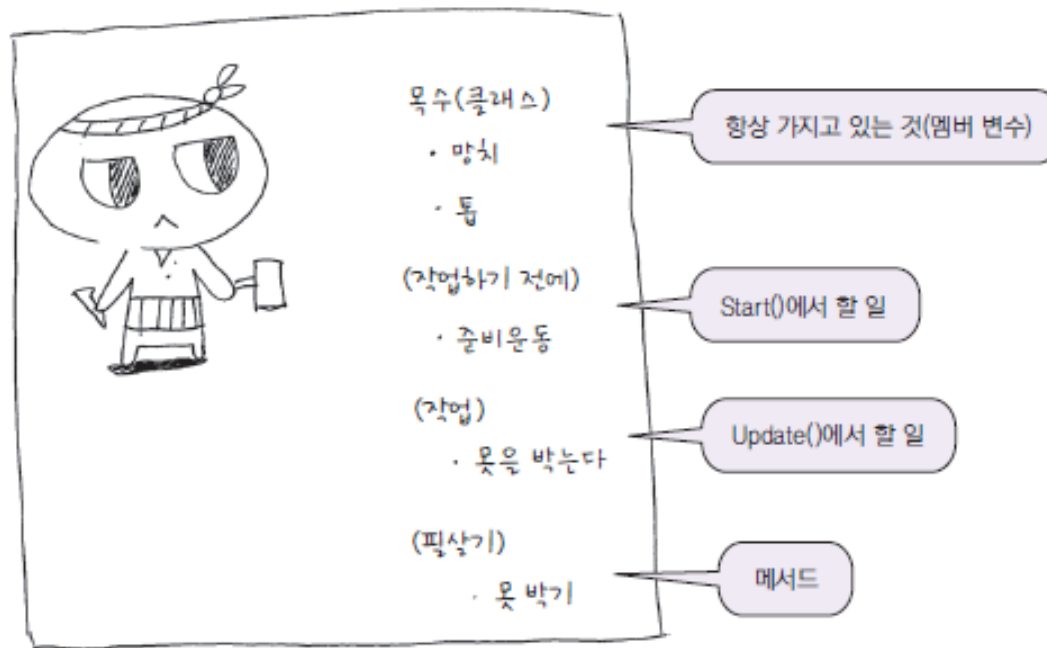 목수(클래스)
항상 가지고 있는 것(멤버 변수)
· 망치
· 톱
(작업하기 전에)
Start()에서 할 일
· 준비운동
(작업)
Update()에서 할 일
· 못을 박는다
(필살기)
메서드
· 못 박기